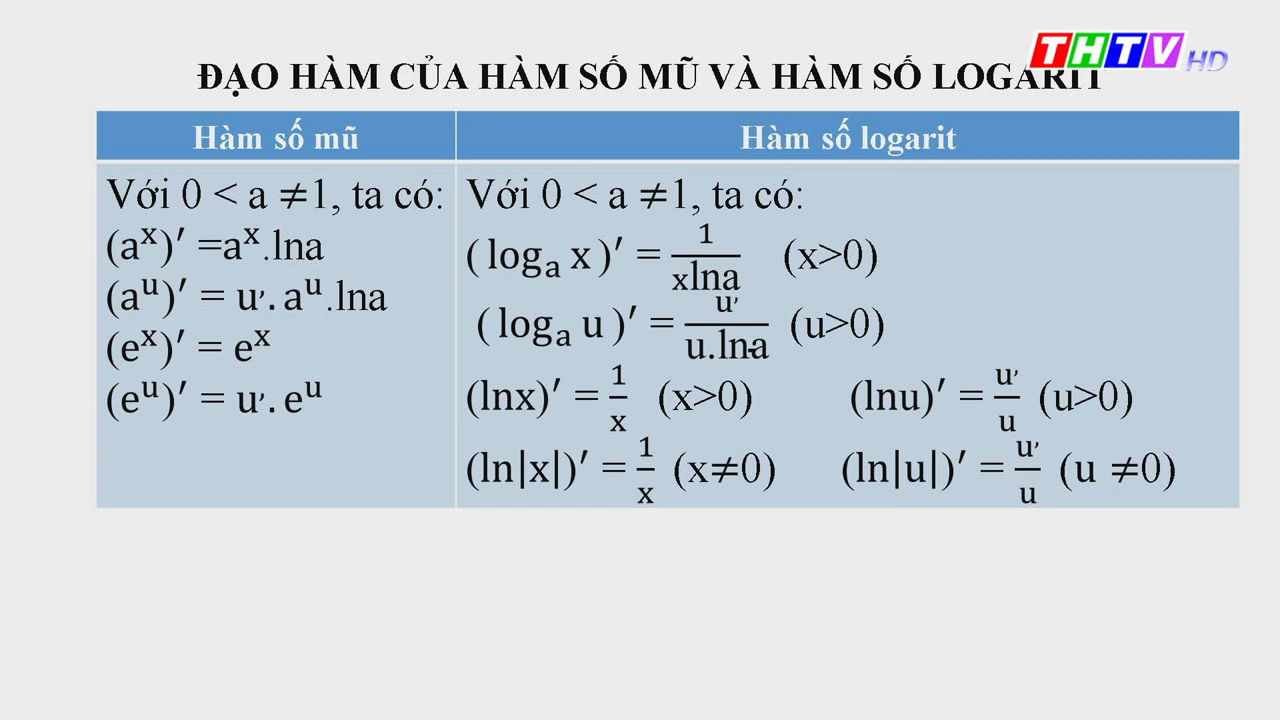 THTV HD
ĐẠO HÀM CỦA HÀM SỐ MŨ VÀ HÀM SỐ LOGARIT
Hàm số mũ
Với 0 < a ≠1, ta có:
(aˣ)′ =aˣ.lna
(aᵘ)′ = u′. aᵘ.lna
(eˣ)′ = eˣ
(eᵘ)′ = u′. eᵘ
Hàm số logarit
Với 0 < a ≠1, ta có:
( logₐ x )′ = 1/xlna (x>0)
( logₐ u )′ = u′/u.lna (u>0)
(lnx)′ = 1/x (x>0) (lnu)′ = u′/u (u>0)
(ln|x|)′ = 1/x (x≠0) (ln|u|)′ = u′/u (u ≠0)